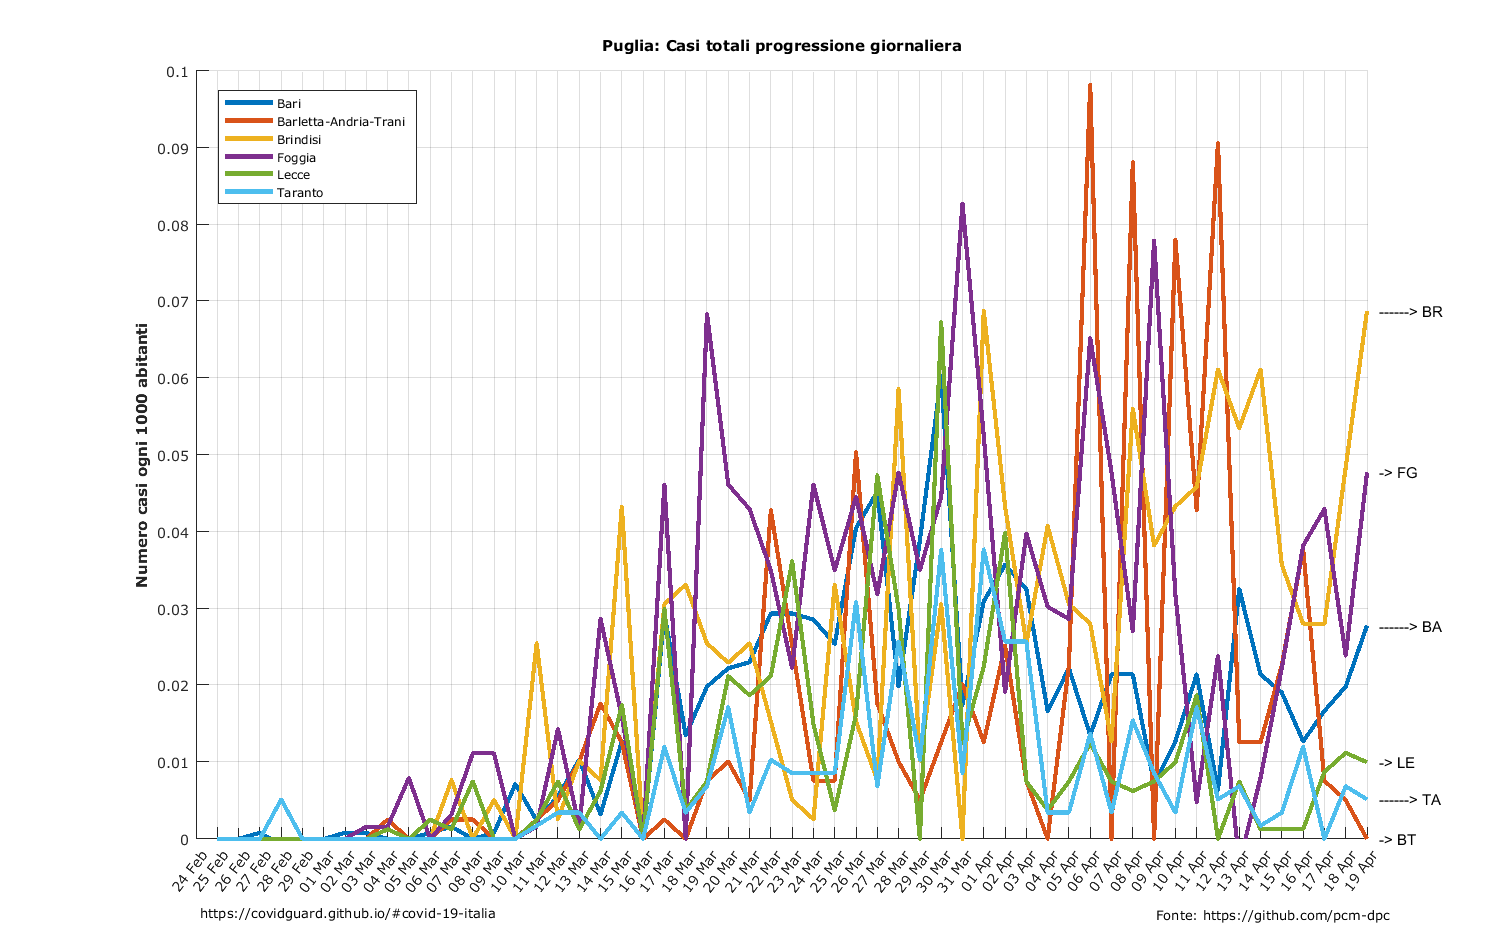 Puglia: Casi totali progressione giornaliera
Numero casi ogni 1000 abitanti
0.1
0.09
0.08
0.07
0.06
0.05
0.04
0.03
0.02
0.01
0
Bari
Barletta-Andria-Trani
Brindisi
Foggia
Lecce
Taranto
------> BR
-> FG
------> BA
-> LE
------> TA
-> BT
24 Feb
25 Feb
26 Feb
27 Feb
28 Feb
29 Feb
01 Mar
02 Mar
03 Mar
04 Mar
05 Mar
06 Mar
07 Mar
08 Mar
09 Mar
10 Mar
11 Mar
12 Mar
13 Mar
14 Mar
15 Mar
16 Mar
17 Mar
18 Mar
19 Mar
20 Mar
21 Mar
22 Mar
23 Mar
24 Mar
25 Mar
26 Mar
27 Mar
28 Mar
29 Mar
30 Mar
31 Mar
01 Apr
02 Apr
03 Apr
04 Apr
05 Apr
06 Apr
07 Apr
08 Apr
09 Apr
10 Apr
11 Apr
12 Apr
13 Apr
14 Apr
15 Apr
16 Apr
17 Apr
18 Apr
19 Apr
https://covidguard.github.io/#covid-19-italia
Fonte: https://github.com/pcm-dpc